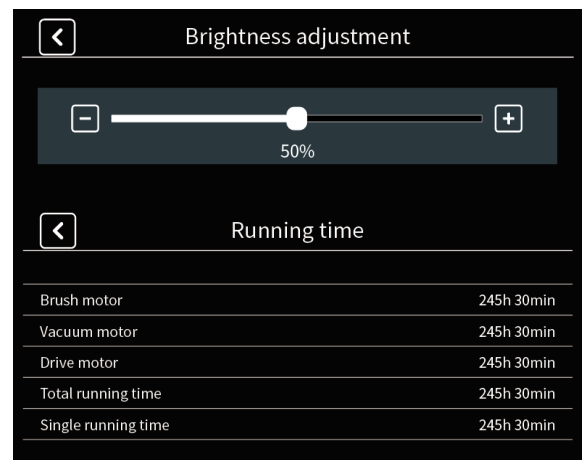 Brightness adjustment
50%
Running time
Brush motor 245h 30min
Vacuum motor 245h 30min
Drive motor 245h 30min
Total running time 245h 30min
Single running time 245h 30min